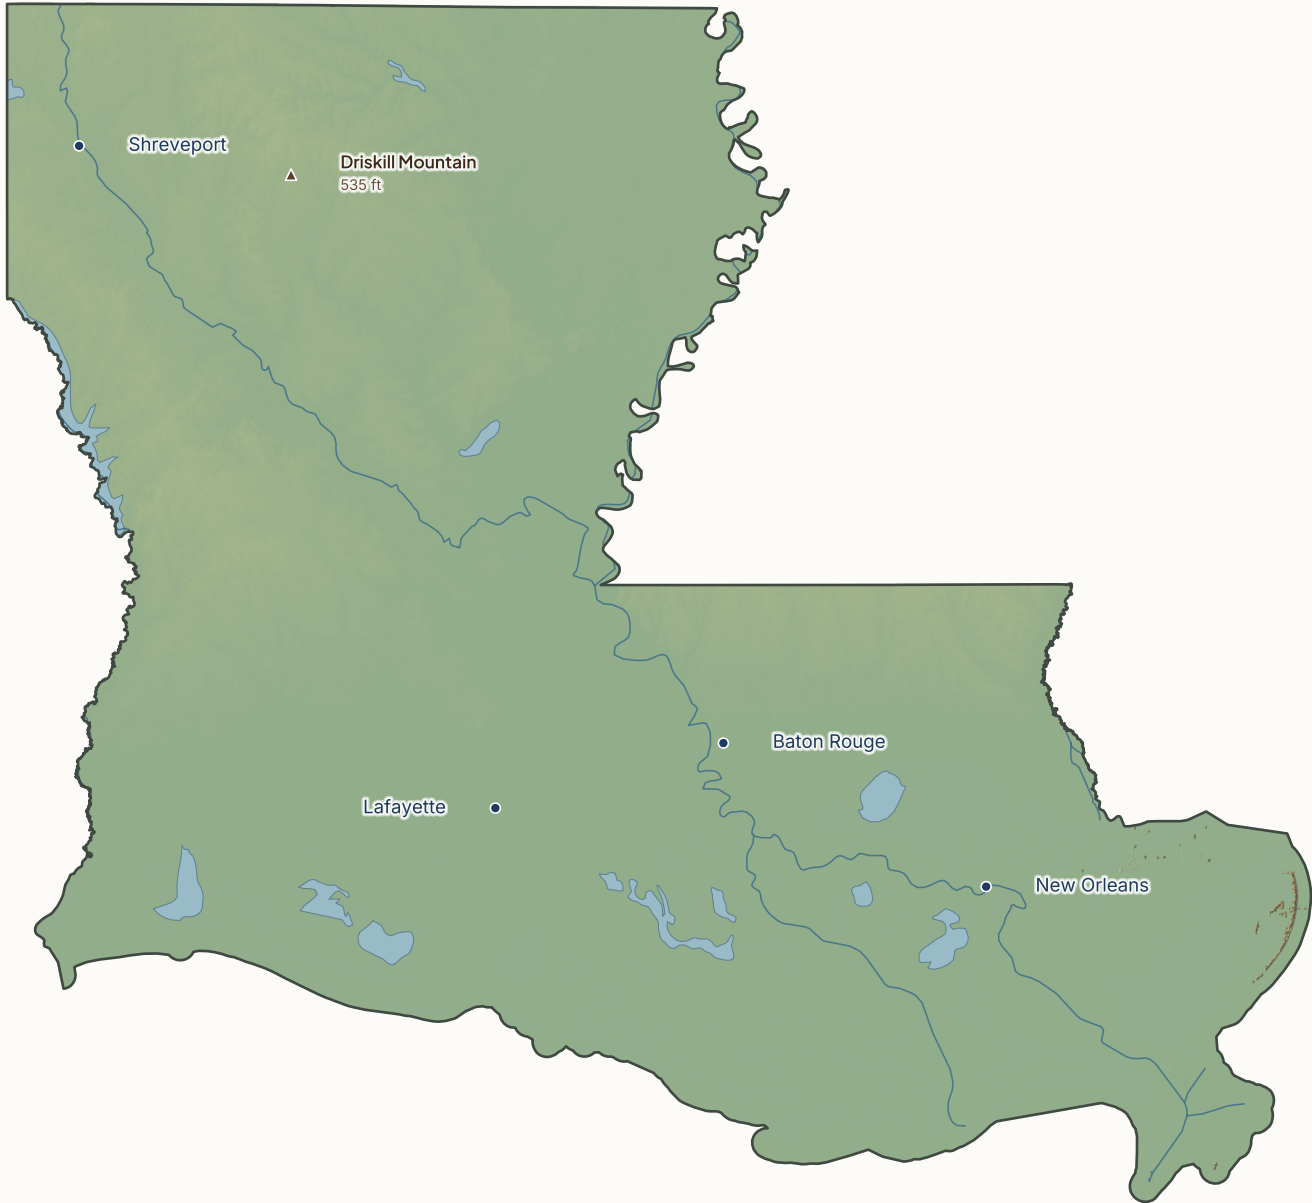 Shreveport
Driskill Mountain
535 ft
Baton Rouge
Lafayette
New Orleans